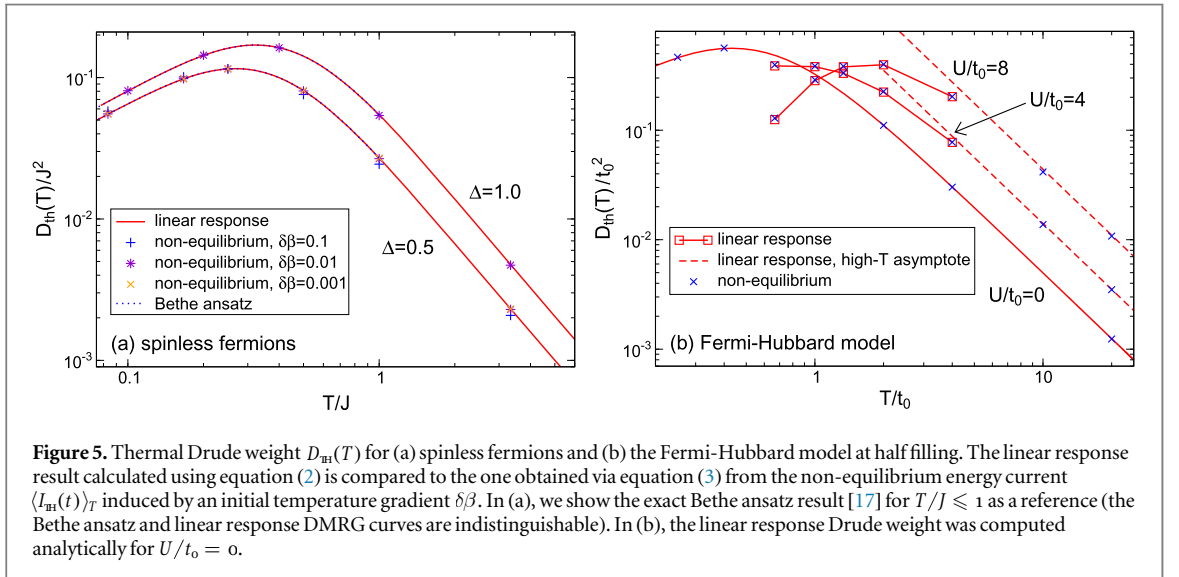 D_th(T)/J^2
10^-1
10^-2
10^-3
Δ=1.0
Δ=0.5
linear response
non-equilibrium, δβ=0.1
non-equilibrium, δβ=0.01
non-equilibrium, δβ=0.001
Bethe ansatz
(a) spinless fermions
0.1
1
T/J
D_th(T)/t_0^2
10^-1
10^-2
10^-3
U/t_0=8
U/t_0=4
linear response
linear response, high-T asymptote
non-equilibrium
U/t_0=0
(b) Fermi-Hubbard model
1
10
T/t_0
Figure 5. Thermal Drude weight D_TH(T) for (a) spinless fermions and (b) the Fermi-Hubbard model at half filling. The linear response
result calculated using equation (2) is compared to the one obtained via equation (3) from the non-equilibrium energy current
⟨I_TH(t)⟩_T induced by an initial temperature gradient δβ. In (a), we show the exact Bethe ansatz result [17] for T/J ⩽ 1 as a reference (the
Bethe ansatz and linear response DMRG curves are indistinguishable). In (b), the linear response Drude weight was computed
analytically for U/t_0 = 0.